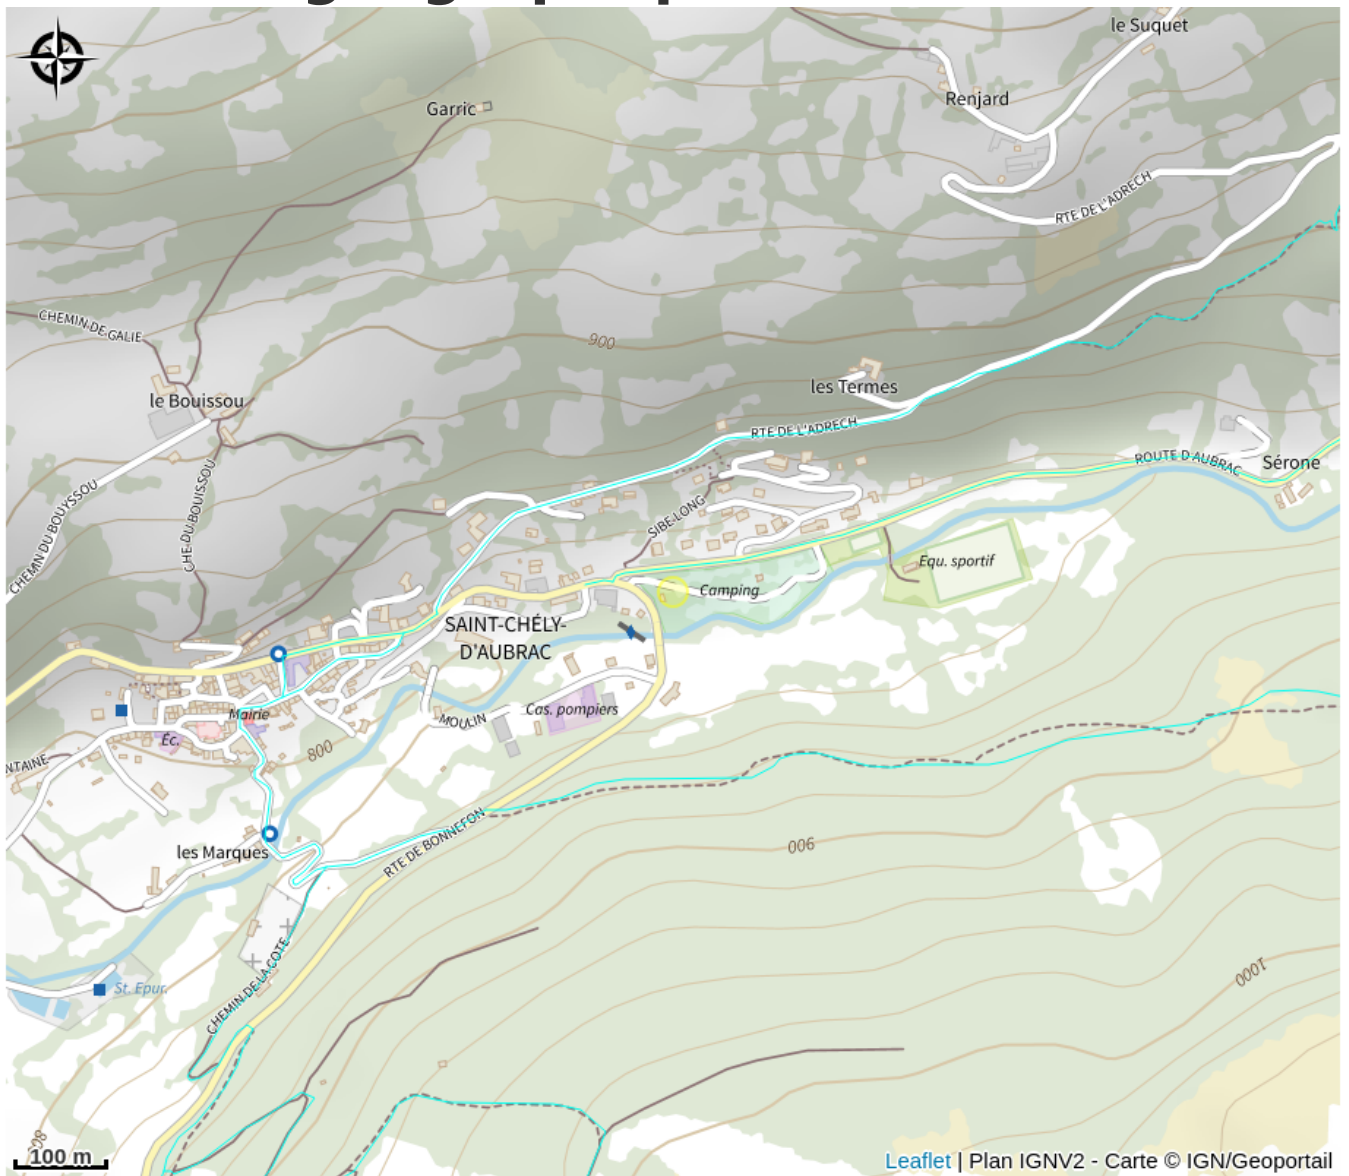 le Suquet
Renjard
Garric
RTE DE L'ADRECH
CHEMIN DE GALIE
900
les Termes
le Bouissou
RTE DE L'ADRECH
ROUTE D'AUBRAC
Sérone
CHEMIN DU BOUYSSOU
CHE DU BOUISSOU
SIBE-LONG
Equ. sportif
Camping
SAINT-CHÉLY-
D'AUBRAC
Mairie
Cas. pompiers
MOULIN
Éc.
800
NTAINE
RTE DE BONNEFON
les Marques
900
1000
CHEMIN DE LA COTE
St. Epur.
100 m
Leaflet | Plan IGNV2 - Carte © IGN/Geoportail